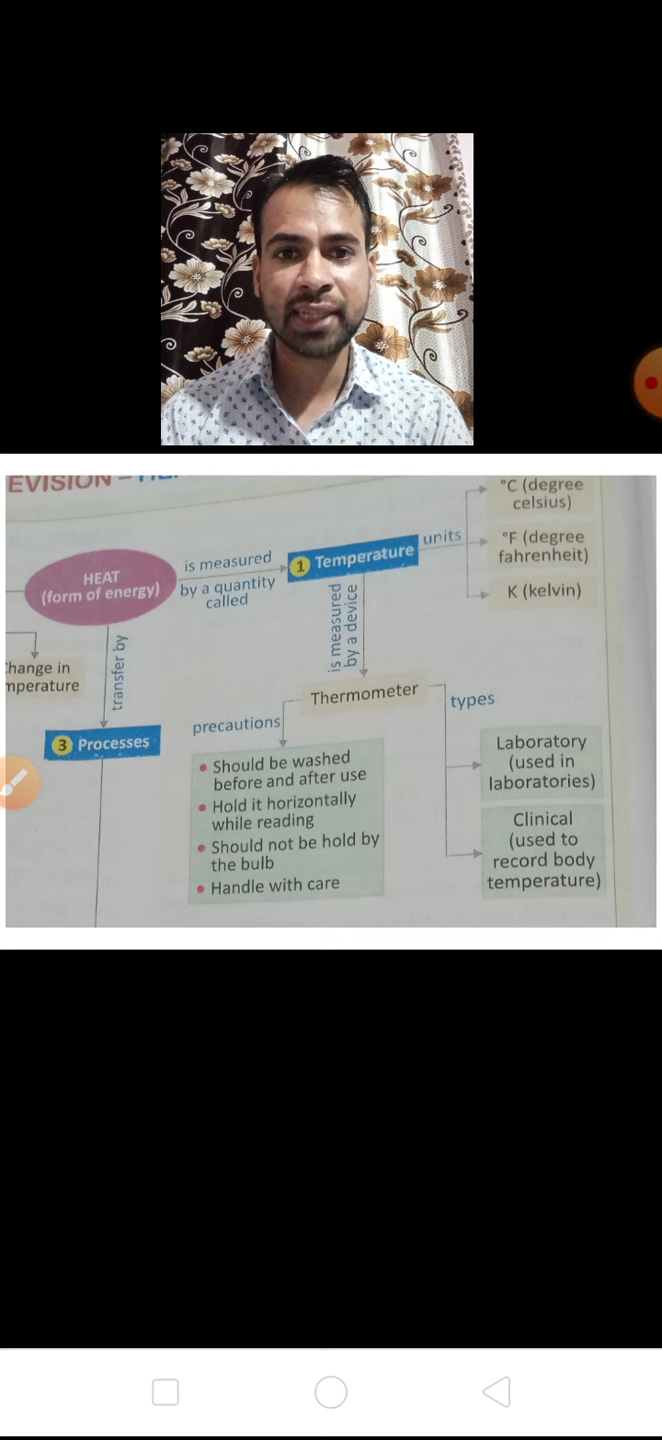 EVISION –
HEAT
(form of energy)
is measured
by a quantity
called
1 Temperature
units
°C (degree
celsius)
°F (degree
fahrenheit)
K (kelvin)
is measured
by a device
Thermometer
transfer by
3 Processes
precautions
• Should be washed
before and after use
• Hold it horizontally
while reading
• Should not be hold by
the bulb
• Handle with care
types
Laboratory
(used in
laboratories)
Clinical
(used to
record body
temperature)
hange in
mperature